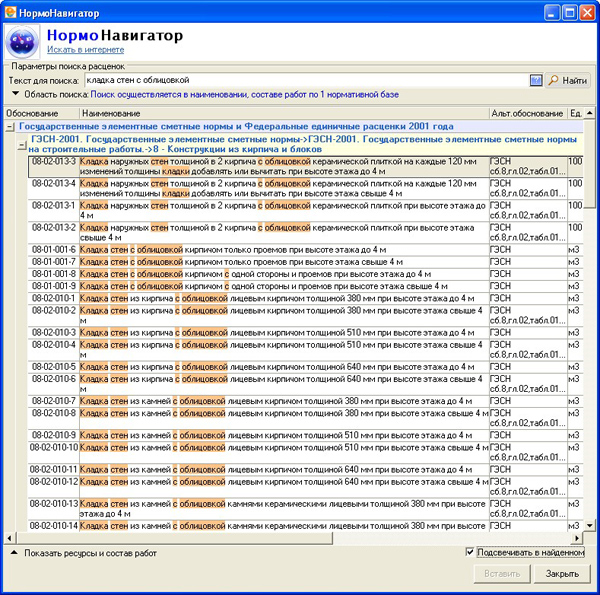 НормоНавигатор
НормоНавигатор
Искать в интернете
Параметры поиска расценок
Текст для поиска: кладка стен с облицовкой Найти
Область поиска: Поиск осуществляется в наименовании, составе работ по 1 нормативной базе
Обоснование Наименование Альт.обоснование Ед.
Государственные элементные сметные нормы и Федеральные единичные расценки 2001 года
ГЭСН-2001. Государственные элементные сметные нормы->ГЭСН-2001. Государственные элементные сметные нормы
на строительные работы.->8 - Конструкции из кирпича и блоков
08-02-013-3 Кладка наружных стен толщиной в 2 кирпича с облицовкой керамической плиткой на каждые 120 мм ГЭСН 100
изменений толщины кладки добавлять или вычитать при высоте этажа до 4 м сб.8,гл.02,табл.01...
08-02-013-4 Кладка наружных стен толщиной в 2 кирпича с облицовкой керамической плиткой на каждые 120 мм ГЭСН 100
изменений толщины кладки добавлять или вычитать при высоте этажа свыше 4 м сб.8,гл.02,табл.01...
08-02-013-1 Кладка наружных стен толщиной в 2 кирпича с облицовкой керамической плиткой при высоте этажа до ГЭСН 100
4 м сб.8,гл.02,табл.01...
08-02-013-2 Кладка наружных стен толщиной в 2 кирпича с облицовкой керамической плиткой при высоте этажа ГЭСН 100
свыше 4 м сб.8,гл.02,табл.01...
08-01-001-6 Кладка стен с облицовкой кирпичом только проемов при высоте этажа до 4 м ГЭСН м3
08-01-001-7 Кладка стен с облицовкой кирпичом только проемов при высоте этажа свыше 4 м ГЭСН м3
08-01-001-8 Кладка стен с облицовкой кирпичом с одной стороны и проемов при высоте этажа до 4 м ГЭСН м3
08-01-001-9 Кладка стен с облицовкой кирпичом с одной стороны и проемов при высоте этажа свыше 4 м ГЭСН м3
08-02-010-1 Кладка стен из кирпича с облицовкой лицевым кирпичом толщиной 380 мм при высоте этажа до 4 м ГЭСН м3
08-02-010-2 Кладка стен из кирпича с облицовкой лицевым кирпичом толщиной 380 мм при высоте этажа свыше 4 ГЭСН м3
м сб.8,гл.02,табл.01...
08-02-010-3 Кладка стен из кирпича с облицовкой лицевым кирпичом толщиной 510 мм при высоте этажа до 4 м ГЭСН м3
08-02-010-4 Кладка стен из кирпича с облицовкой лицевым кирпичом толщиной 510 мм при высоте этажа свыше 4 ГЭСН м3
м сб.8,гл.02,табл.01...
08-02-010-5 Кладка стен из кирпича с облицовкой лицевым кирпичом толщиной 640 мм при высоте этажа до 4 м ГЭСН м3
08-02-010-6 Кладка стен из кирпича с облицовкой лицевым кирпичом толщиной 640 мм при высоте этажа свыше 4 ГЭСН м3
м сб.8,гл.02,табл.01...
08-02-010-7 Кладка стен из камней с облицовкой лицевым кирпичом толщиной 380 мм при высоте этажа до 4 м ГЭСН м3
08-02-010-8 Кладка стен из камней с облицовкой лицевым кирпичом толщиной 380 мм при высоте этажа свыше 4 м ГЭСН м3
сб.8,гл.02,табл.01...
08-02-010-9 Кладка стен из камней с облицовкой лицевым кирпичом толщиной 510 мм при высоте этажа до 4 м ГЭСН м3
08-02-010-10 Кладка стен из камней с облицовкой лицевым кирпичом толщиной 510 мм при высоте этажа свыше 4 м ГЭСН м3
сб.8,гл.02,табл.01...
08-02-010-11 Кладка стен из камней с облицовкой лицевым кирпичом толщиной 640 мм при высоте этажа до 4 м ГЭСН м3
08-02-010-12 Кладка стен из камней с облицовкой лицевым кирпичом толщиной 640 мм при высоте этажа свыше 4 м ГЭСН м3
сб.8,гл.02,табл.01...
08-02-010-13 Кладка стен из камней с облицовкой камнями керамическими лицевыми толщиной 380 мм при высоте ГЭСН м3
этажа до 4 м сб.8,гл.02,табл.01...
08-02-010-14 Кладка стен из камней с облицовкой камнями керамическими лицевыми толщиной 380 мм при высоте ГЭСН м3
Показать ресурсы и состав работ Подсвечивать в найденном
Вставить Закрыть